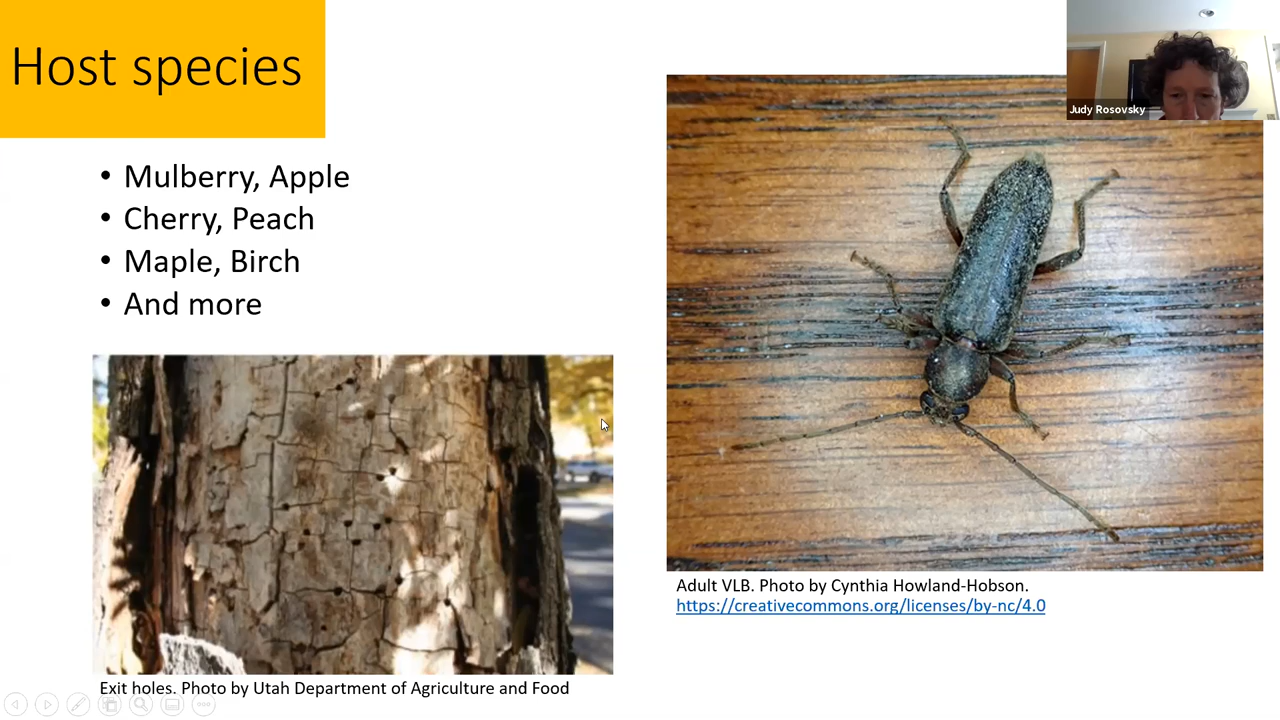 Host species
Judy Rosovsky
• Mulberry, Apple
• Cherry, Peach
• Maple, Birch
• And more
Adult VLB. Photo by Cynthia Howland-Hobson.
https://creativecommons.org/licenses/by-nc/4.0
Exit holes. Photo by Utah Department of Agriculture and Food